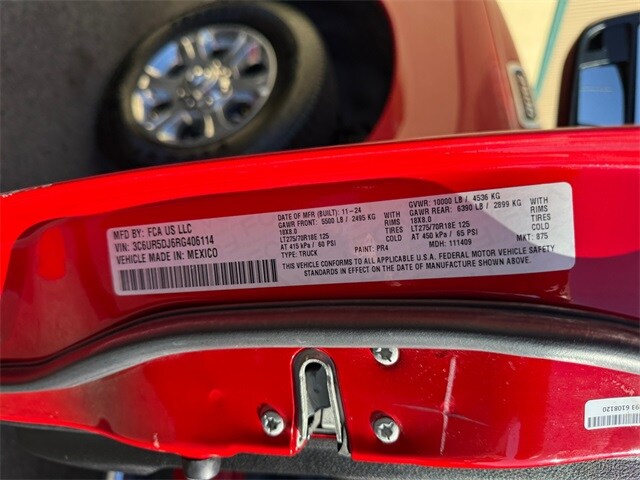 MFD BY: FCA US LLC
VIN: 3C6UR5DJ6RG406114
VEHICLE MADE IN: MEXICO
DATE OF MFD (BUILT): 11-24
GAWR FRONT: 5500 LB / 2495 KG
18X8.0
LT275/70R18E 125
AT 415 kPa / 60 PSI
TYPE: TRUCK
WITH
RIMS
TIRES
PAINT: PR4
GVWR: 10000 LB / 4536 KG
GAWR REAR: 6390 LB / 2899 KG
18X8.0
LT275/70R18E 125
AT 450 kPa / 65 PSI
MDH: 111409
WITH
RIMS
TIRES
MKT: 875
THIS VEHICLE CONFORMS TO ALL APPLICABLE U.S.A. FEDERAL MOTOR VEHICLE SAFETY
STANDARDS IN EFFECT ON THE DATE OF MANUFACTURE SHOWN ABOVE.
93 6108120